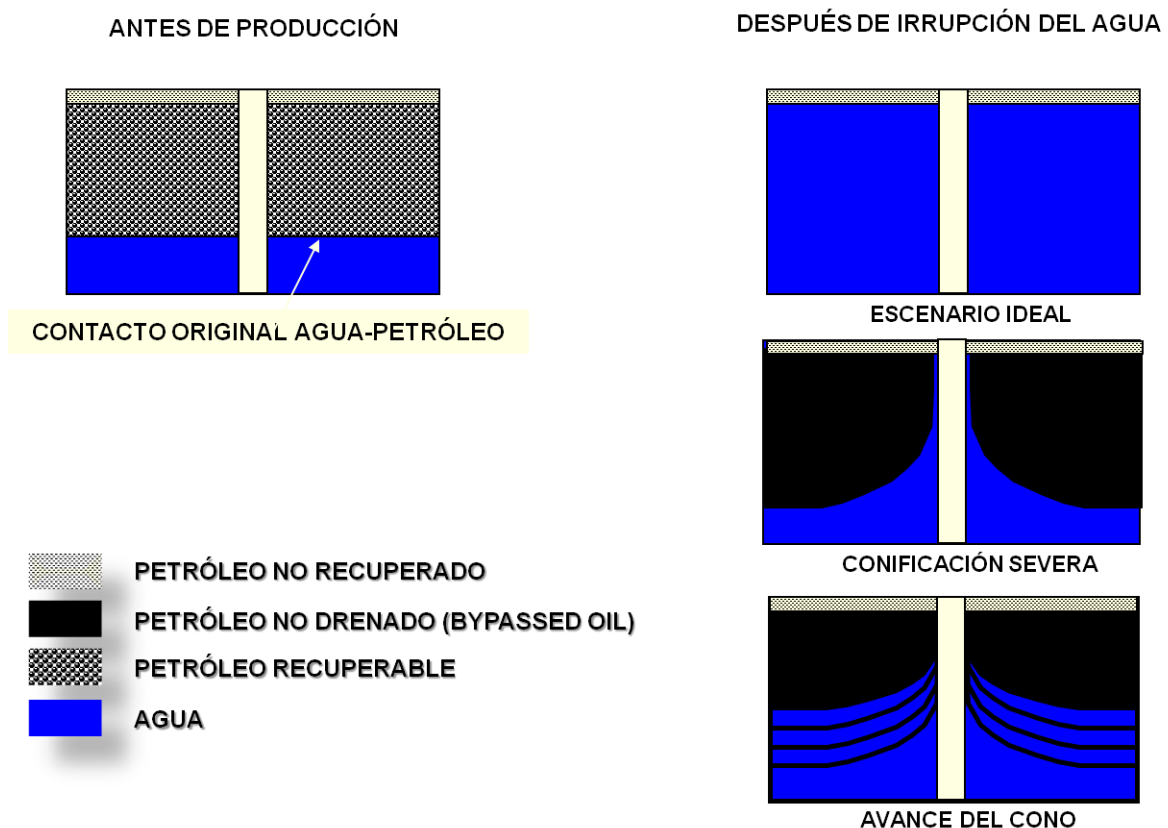 ANTES DE PRODUCCIÓN
DESPUÉS DE IRRUPCIÓN DEL AGUA
CONTACTO ORIGINAL AGUA-PETRÓLEO
ESCENARIO IDEAL
CONIFICACIÓN SEVERA
PETRÓLEO NO RECUPERADO
PETRÓLEO NO DRENADO (BYPASSED OIL)
PETRÓLEO RECUPERABLE
AGUA
AVANCE DEL CONO